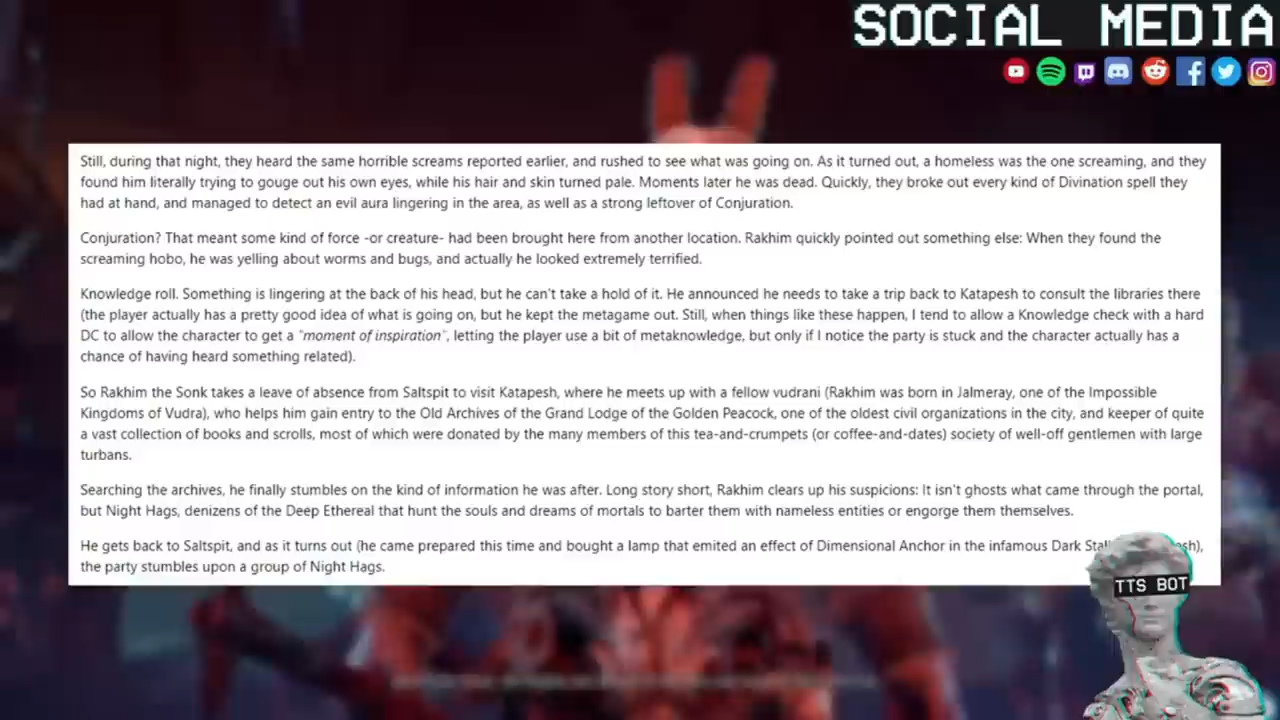 SOCIAL MEDIA
Still, during that night, they heard the same horrible screams reported earlier, and rushed to see what was going on. As it turned out, a homeless was the one screaming, and they
found him literally trying to gouge out his own eyes, while his hair and skin turned pale. Moments later he was dead. Quickly, they broke out every kind of Divination spell they
had at hand, and managed to detect an evil aura lingering in the area, as well as a strong leftover of Conjuration.
Conjuration? That meant some kind of force -or creature- had been brought here from another location. Rakhim quickly pointed out something else: When they found the
screaming hobo, he was yelling about worms and bugs, and actually he looked extremely terrified.
Knowledge roll. Something is lingering at the back of his head, but he can't take a hold of it. He announced he needs to take a trip back to Katapesh to consult the libraries there
(the player actually has a pretty good idea of what is going on, but he kept the metagame out. Still, when things like these happen, I tend to allow a Knowledge check with a hard
DC to allow the character to get a "moment of inspiration", letting the player use a bit of metaknowledge, but only if I notice the party is stuck and the character actually has a
chance of having heard something related).
So Rakhim the Sonk takes a leave of absence from Saltspit to visit Katapesh, where he meets up with a fellow vudrani (Rakhim was born in Jalmeray, one of the Impossible
Kingdoms of Vudra), who helps him gain entry to the Old Archives of the Grand Lodge of the Golden Peacock, one of the oldest civil organizations in the city, and keeper of quite
a vast collection of books and scrolls, most of which were donated by the many members of this tea-and-crumpets (or coffee-and-dates) society of well-off gentlemen with large
turbans.
Searching the archives, he finally stumbles on the kind of information he was after. Long story short, Rakhim clears up his suspicions: It isn't ghosts what came through the portal,
but Night Hags, denizens of the Deep Ethereal that hunt the souls and dreams of mortals to barter them with nameless entities or engorge them themselves.
He gets back to Saltspit, and as it turns out (he came prepared this time and bought a lamp that emited an effect of Dimensional Anchor in the infamous Dark
the party stumbles upon a group of Night Hags.
TTS BOT